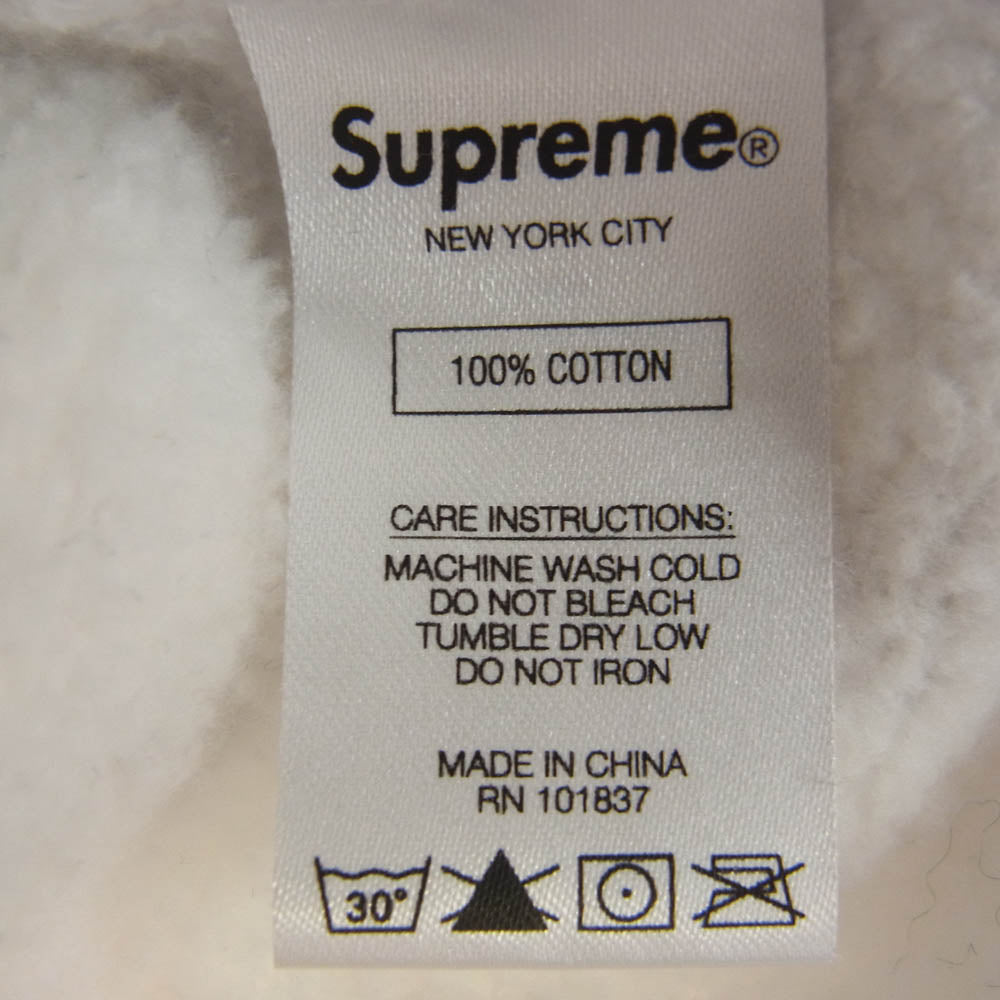 Supreme®
NEW YORK CITY
100% COTTON
CARE INSTRUCTIONS:
MACHINE WASH COLD
DO NOT BLEACH
TUMBLE DRY LOW
DO NOT IRON
MADE IN CHINA
RN 101837
30°